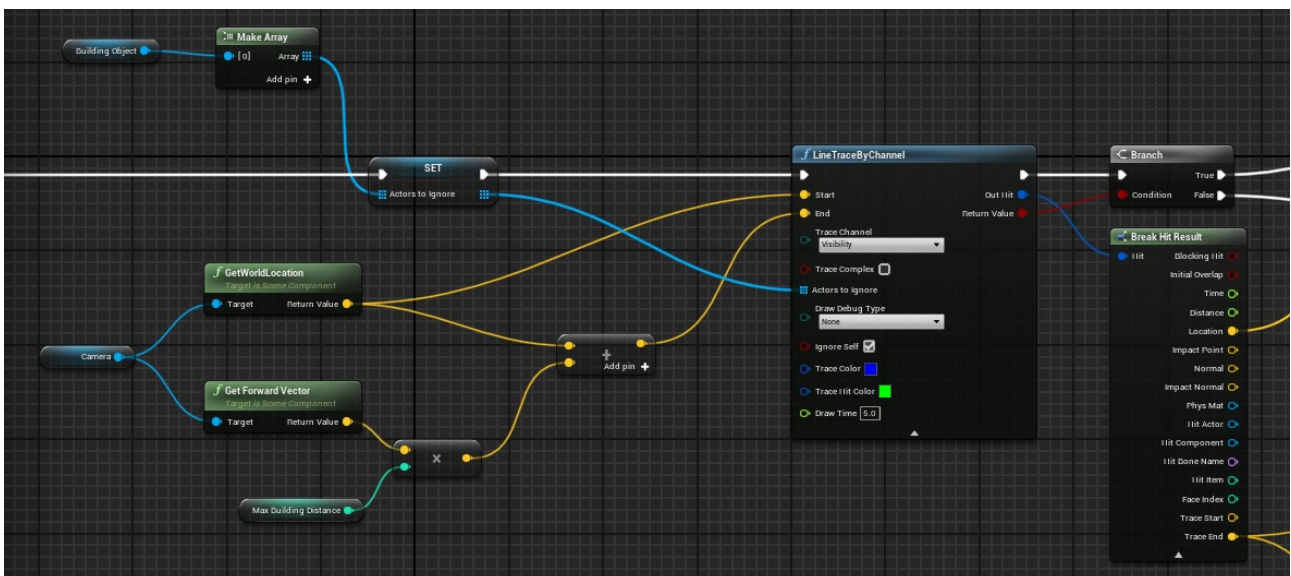 Building Object
Make Array
[0] Array
Add pin +
SET
Actors to Ignore
f GetWorldLocation
Target is Scene Component
Target Return Value
Camera
f Get Forward Vector
Target is Scene Component
Target Return Value
Max Building Distance
×
+
Add pin +
f LineTraceByChannel
Start Out Hit
End Return Value
Trace Channel
Visibility
Trace Complex
Actors to Ignore
Draw Debug Type
None
Ignore Self
Trace Color
Trace Hit Color
Draw Time 5.0
Branch
True
Condition False
Break Hit Result
Hit Blocking Hit
Initial Overlap
Time
Distance
Location
Impact Point
Normal
Impact Normal
Phys Mat
Hit Actor
Hit Component
Hit Bone Name
Hit Item
Face Index
Trace Start
Trace End